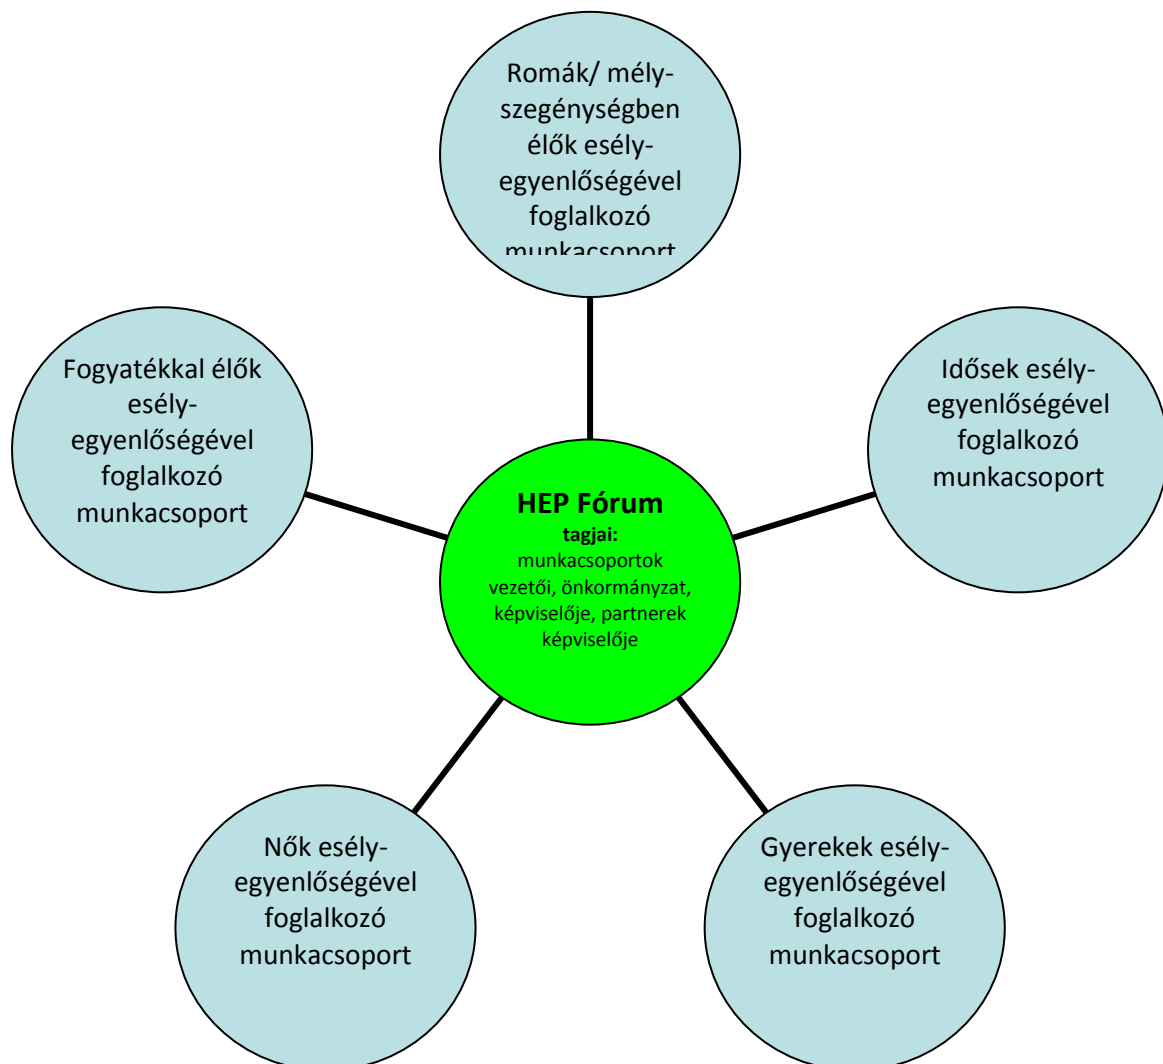 Romák/ mély-
szegénységben
élők esély-
egyenlőségével
foglalkozó
munkacsoport
Fogyatékkal élők
esély-
egyenlőségével
foglalkozó
munkacsoport
Idősek esély-
egyenlőségével
foglalkozó
munkacsoport
HEP Fórum
tagjai:
munkacsoportok
vezetői, önkormányzat,
képviselője, partnerek
képviselője
Nők esély-
egyenlőségével
foglalkozó
munkacsoport
Gyerekek esély-
egyenlőségével
foglalkozó
munkacsoport